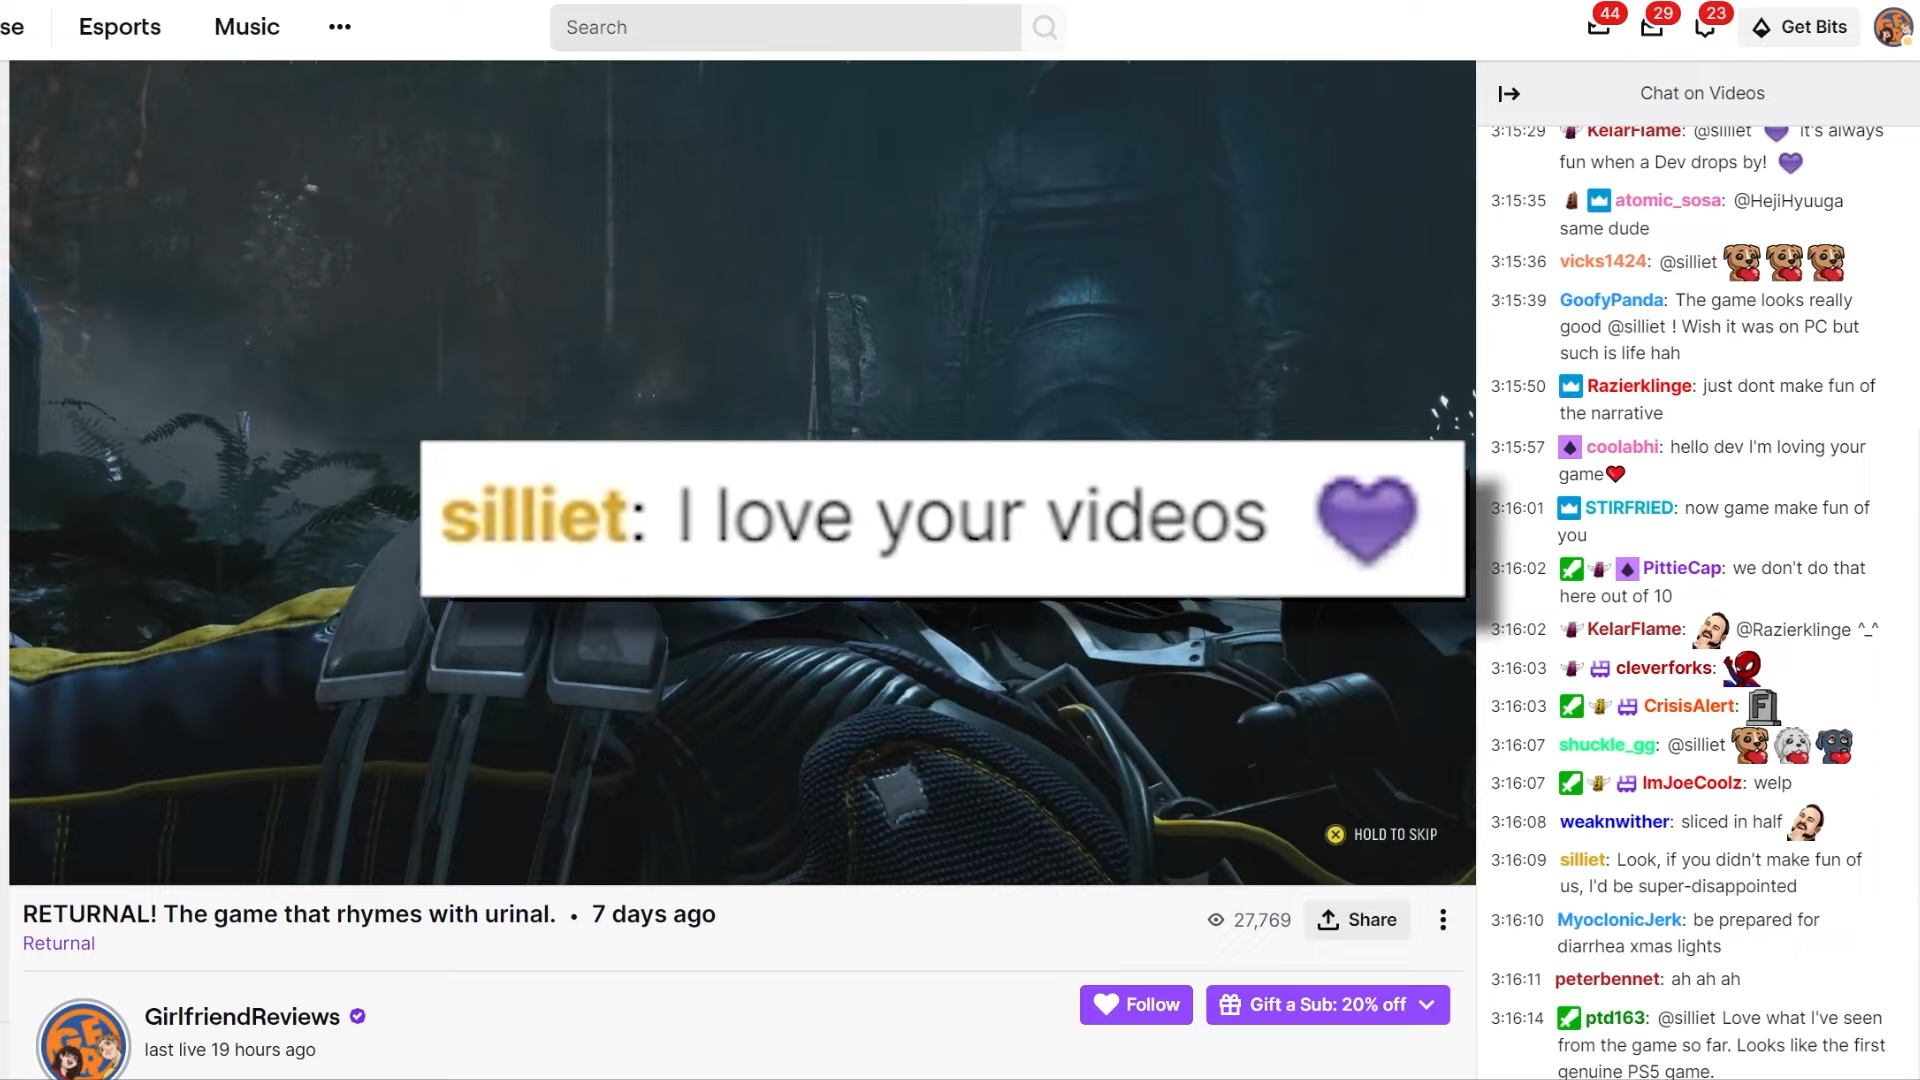 se
Esports
Music
Search
44
29
23
Get Bits
Chat on Videos
3:15:29 KelarFlame: @silliet it's always
fun when a Dev drops by!
3:15:35 atomic_sosa: @HejiHyuuga
same dude
3:15:36 vicks1424: @silliet
3:15:39 GoofyPanda: The game looks really
good @silliet ! Wish it was on PC but
such is life hah
3:15:50 Razierklinge: just dont make fun of
the narrative
3:15:57 coolabhi: hello dev I'm loving your
game
3:16:01 STIRFRIED: now game make fun of
you
3:16:02 PittieCap: we don't do that
here out of 10
3:16:02 KelarFlame: @Razierklinge ^_^
3:16:03 cleverforks:
3:16:03 CrisisAlert: F
3:16:07 shuckle_gg: @silliet
3:16:07 ImJoeCoolz: welp
3:16:08 weaknwither: sliced in half
3:16:09 silliet: Look, if you didn't make fun of
us, I'd be super-disappointed
3:16:10 MyoclonicJerk: be prepared for
diarrhea xmas lights
3:16:11 peterbennet: ah ah ah
3:16:14 ptd163: @silliet Love what I've seen
from the game so far. Looks like the first
genuine PS5 game.
silliet: I love your videos
HOLD TO SKIP
RETURNAL! The game that rhymes with urinal. • 7 days ago
Returnal
27,769
Share
GirlfriendReviews
last live 19 hours ago
Follow
Gift a Sub: 20% off